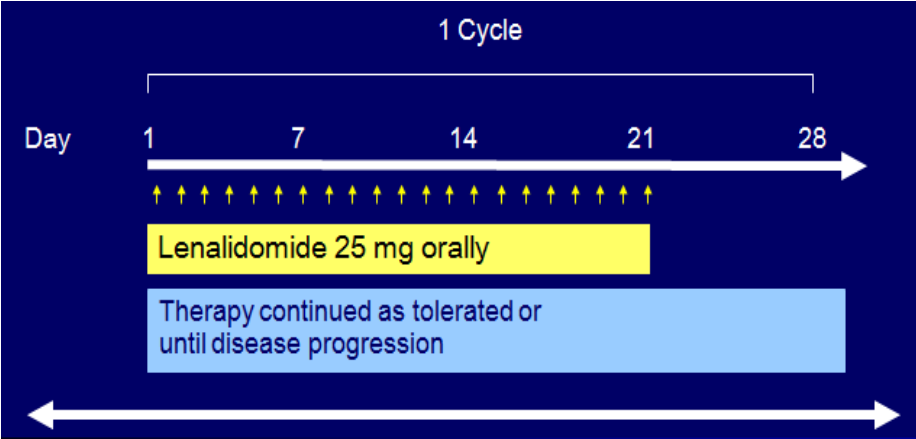 1 Cycle
Day 1 7 14 21 28
Lenalidomide 25 mg orally
Therapy continued as tolerated or
until disease progression